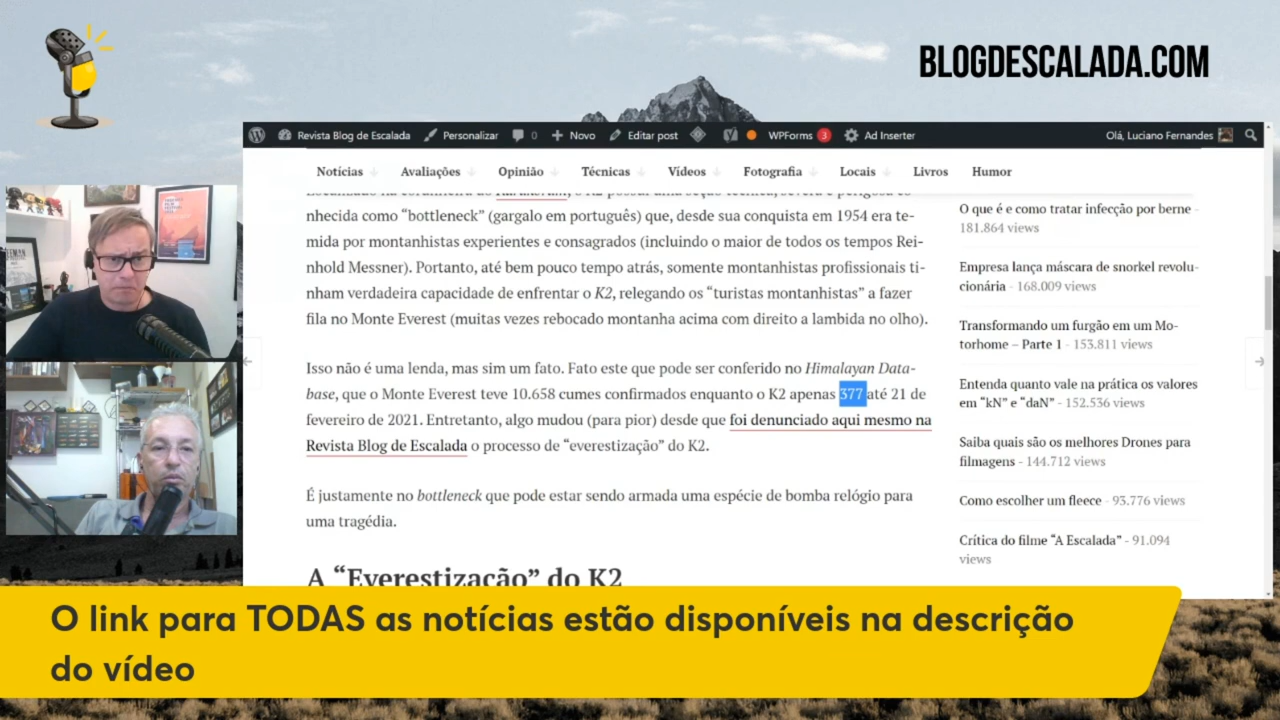 BLOGDESCALADA.COM
Revista Blog de Escalada Personalizar 0 Novo Editar post WPForms 3 Ad Inserter Olá, Luciano Fernandes
Notícias Avaliações Opinião Técnicas Vídeos Fotografia Locais Livros Humor
nhecida como “bottleneck” (gargalo em português) que, desde sua conquista em 1954 era te-
mida por montanhistas experientes e consagrados (incluindo o maior de todos os tempos Rei-
nhold Messner). Portanto, até bem pouco tempo atrás, somente montanhistas profissionais ti-
nham verdadeira capacidade de enfrentar o K2, relegando os “turistas montanhistas” a fazer
fila no Monte Everest (muitas vezes rebocado montanha acima com direito a lambida no olho).
Isso não é uma lenda, mas sim um fato. Fato este que pode ser conferido no Himalayan Data-
base, que o Monte Everest teve 10.658 cumes confirmados enquanto o K2 apenas 377 até 21 de
fevereiro de 2021. Entretanto, algo mudou (para pior) desde que foi denunciado aqui mesmo na
Revista Blog de Escalada o processo de “everestização” do K2.
É justamente no bottleneck que pode estar sendo armada uma espécie de bomba relógio para
uma tragédia.
A “Everestização” do K2
O que é e como tratar infecção por berne -
181.864 views
Empresa lança máscara de snorkel revolu-
cionária - 168.009 views
Transformando um furgão em um Mo-
torhome – Parte 1 - 153.811 views
Entenda quanto vale na prática os valores
em “kN” e “daN” - 152.536 views
Saiba quais são os melhores Drones para
filmagens - 144.712 views
Como escolher um fleece - 93.776 views
Crítica do filme “A Escalada” - 91.094
views
O link para TODAS as notícias estão disponíveis na descrição
do vídeo